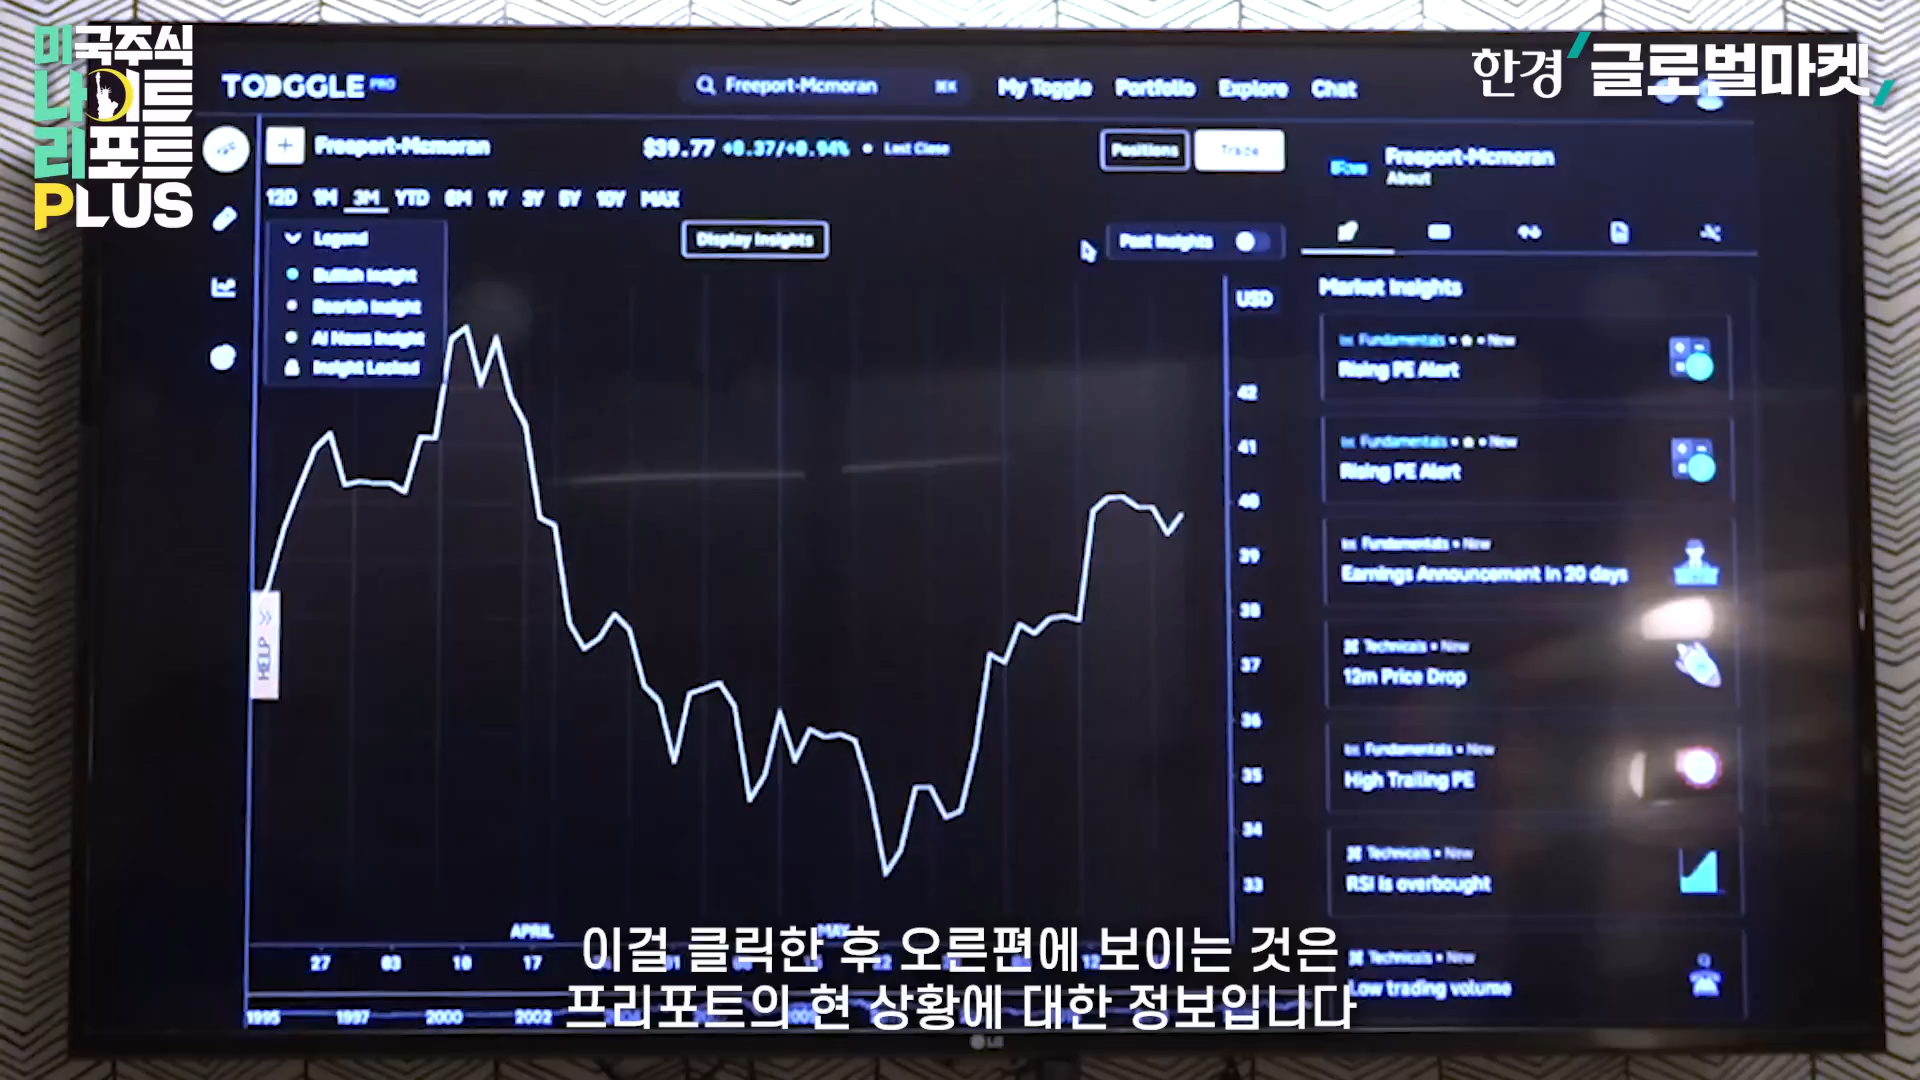 미국주식
나이트
리포트
PLUS
한경 글로벌마켓
TOGGLE PRO
Freeport-Mcmoran
My Toggle Portfolio Explore Chat
Freeport-Mcmoran
$39.77 +0.37/+0.94% • Last Close
Positions Trade
12D 1M 3M YTD 6M 1Y 3Y 5Y 10Y MAX
Legend
Bullish Insight
Bearish Insight
AI News Insight
Insight Locked
Display Insights
Past Insights
USD
42
41
40
39
38
37
36
35
34
33
HELP
APRIL MAY
27 03 10 17
1995 1997 2000 2002
Freeport-Mcmoran
About
Market Insights
Fundamentals • New
Rising PE Alert
Fundamentals • New
Rising PE Alert
Fundamentals • New
Earnings Announcement in 20 days
Technicals • New
12m Price Drop
Fundamentals • New
High Trailing PE
Technicals • New
RSI is overbought
Technicals • New
Low trading volume
이걸 클릭한 후 오른편에 보이는 것은
프리포트의 현 상황에 대한 정보입니다
LG